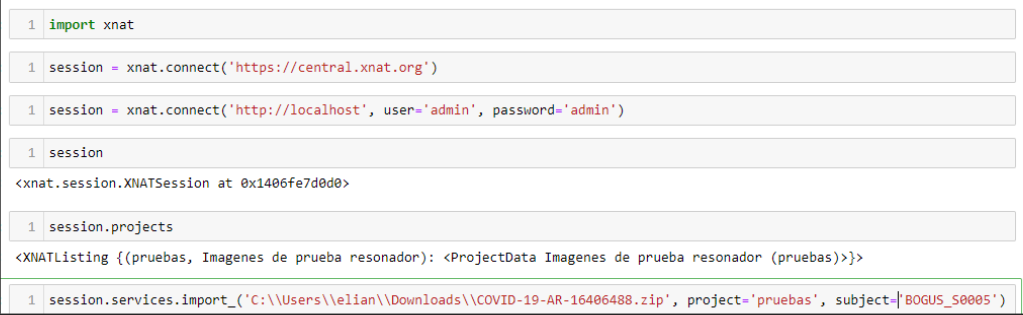 1 import xnat
1 session = xnat.connect('https://central.xnat.org')
1 session = xnat.connect('http://localhost', user='admin', password='admin')
1 session
<xnat.session.XNATSession at 0x1406fe7d0d0>
1 session.projects
<XNATListing {(pruebas, Imagenes de prueba resonador): <ProjectData Imagenes de prueba resonador (pruebas)>}>
1 session.services.import_('C:\\Users\\elian\\Downloads\\COVID-19-AR-16406488.zip', project='pruebas', subject='BOGUS_S0005')